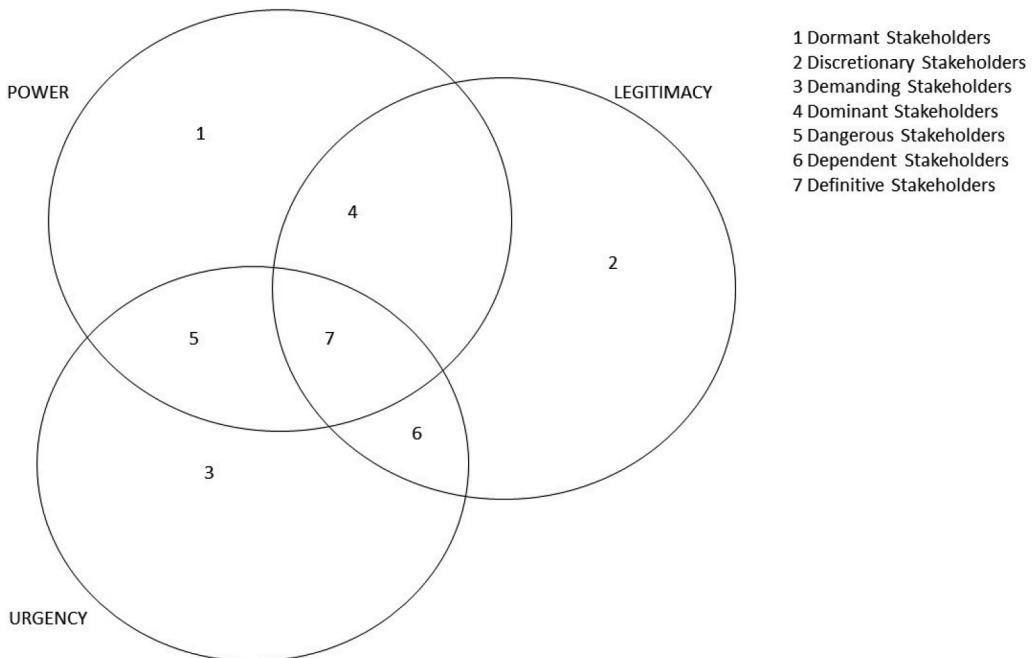 1 Dormant Stakeholders
2 Discretionary Stakeholders
3 Demanding Stakeholders
4 Dominant Stakeholders
5 Dangerous Stakeholders
6 Dependent Stakeholders
7 Definitive Stakeholders
POWER
LEGITIMACY
1
4
2
5
7
6
3
URGENCY